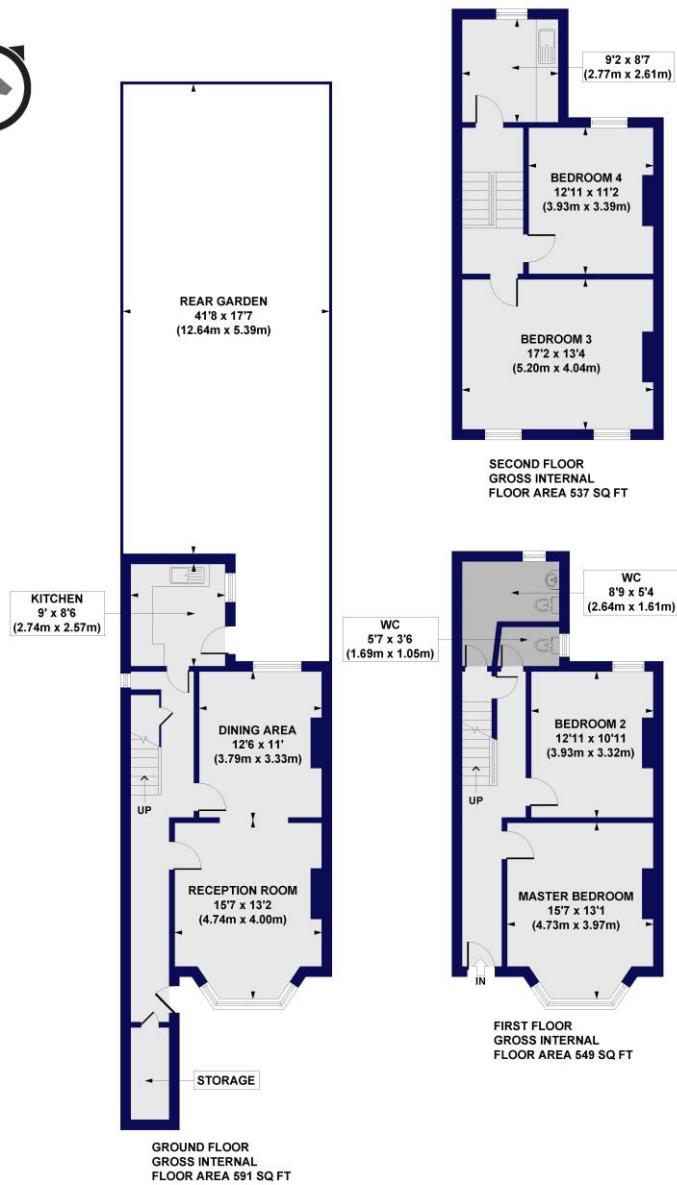 REAR GARDEN
41'8 x 17'7
(12.64m x 5.39m)
KITCHEN
9' x 8'6
(2.74m x 2.57m)
DINING AREA
12'6 x 11'
(3.79m x 3.33m)
UP
RECEPTION ROOM
15'7 x 13'2
(4.74m x 4.00m)
STORAGE
GROUND FLOOR
GROSS INTERNAL
FLOOR AREA 591 SQ FT
9'2 x 8'7
(2.77m x 2.61m)
BEDROOM 4
12'11 x 11'2
(3.93m x 3.39m)
BEDROOM 3
17'2 x 13'4
(5.20m x 4.04m)
SECOND FLOOR
GROSS INTERNAL
FLOOR AREA 537 SQ FT
WC
8'9 x 5'4
(2.64m x 1.61m)
WC
5'7 x 3'6
(1.69m x 1.05m)
BEDROOM 2
12'11 x 10'11
(3.93m x 3.32m)
UP
MASTER BEDROOM
15'7 x 13'1
(4.73m x 3.97m)
IN
FIRST FLOOR
GROSS INTERNAL
FLOOR AREA 549 SQ FT